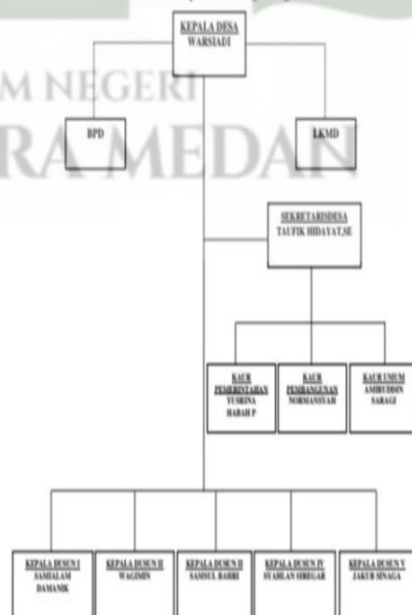 KEPALA DESA
WARSIADI
M NEGERI
RA MEDAN
BPD
LKMD
SEKRETARISDESA
TAUFIK HIDAYAT,SE
KAUR
PEMERINTAHAN
YUSRINA
HABAH P
KAUR
PEMBANGUNAN
NORMANSYAH
KAUR UMUM
AMIRUDDIN
SARAGI
KEPALA DUSUN I
SAMIALAM
DAMANIK
KEPALA DUSUN II
WAGIMIN
KEPALA DUSUN II
SAMSUL BAHRI
KEPALA DUSUN IV
SYAHLAN SIREGAR
KEPALA DUSUN V
JAKUB SINAGA